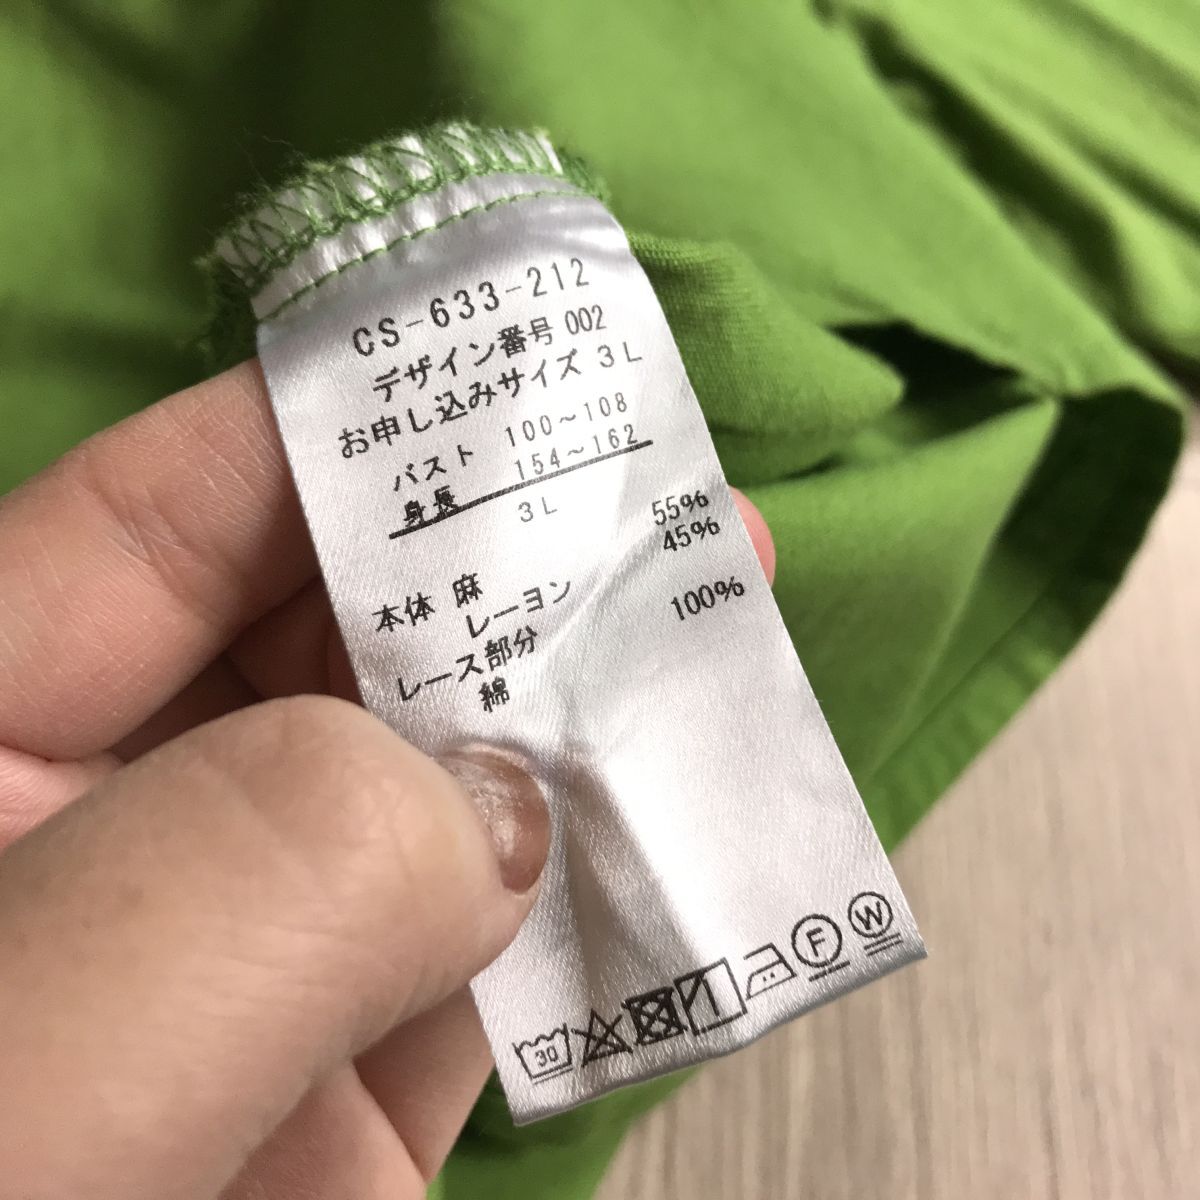 CS-633-212
デザイン番号 002
お申し込みサイズ 3L
バスト 100~108
身長 154~162
3L
本体 麻 55%
レーヨン 45%
レース部分
綿 100%
30 F W